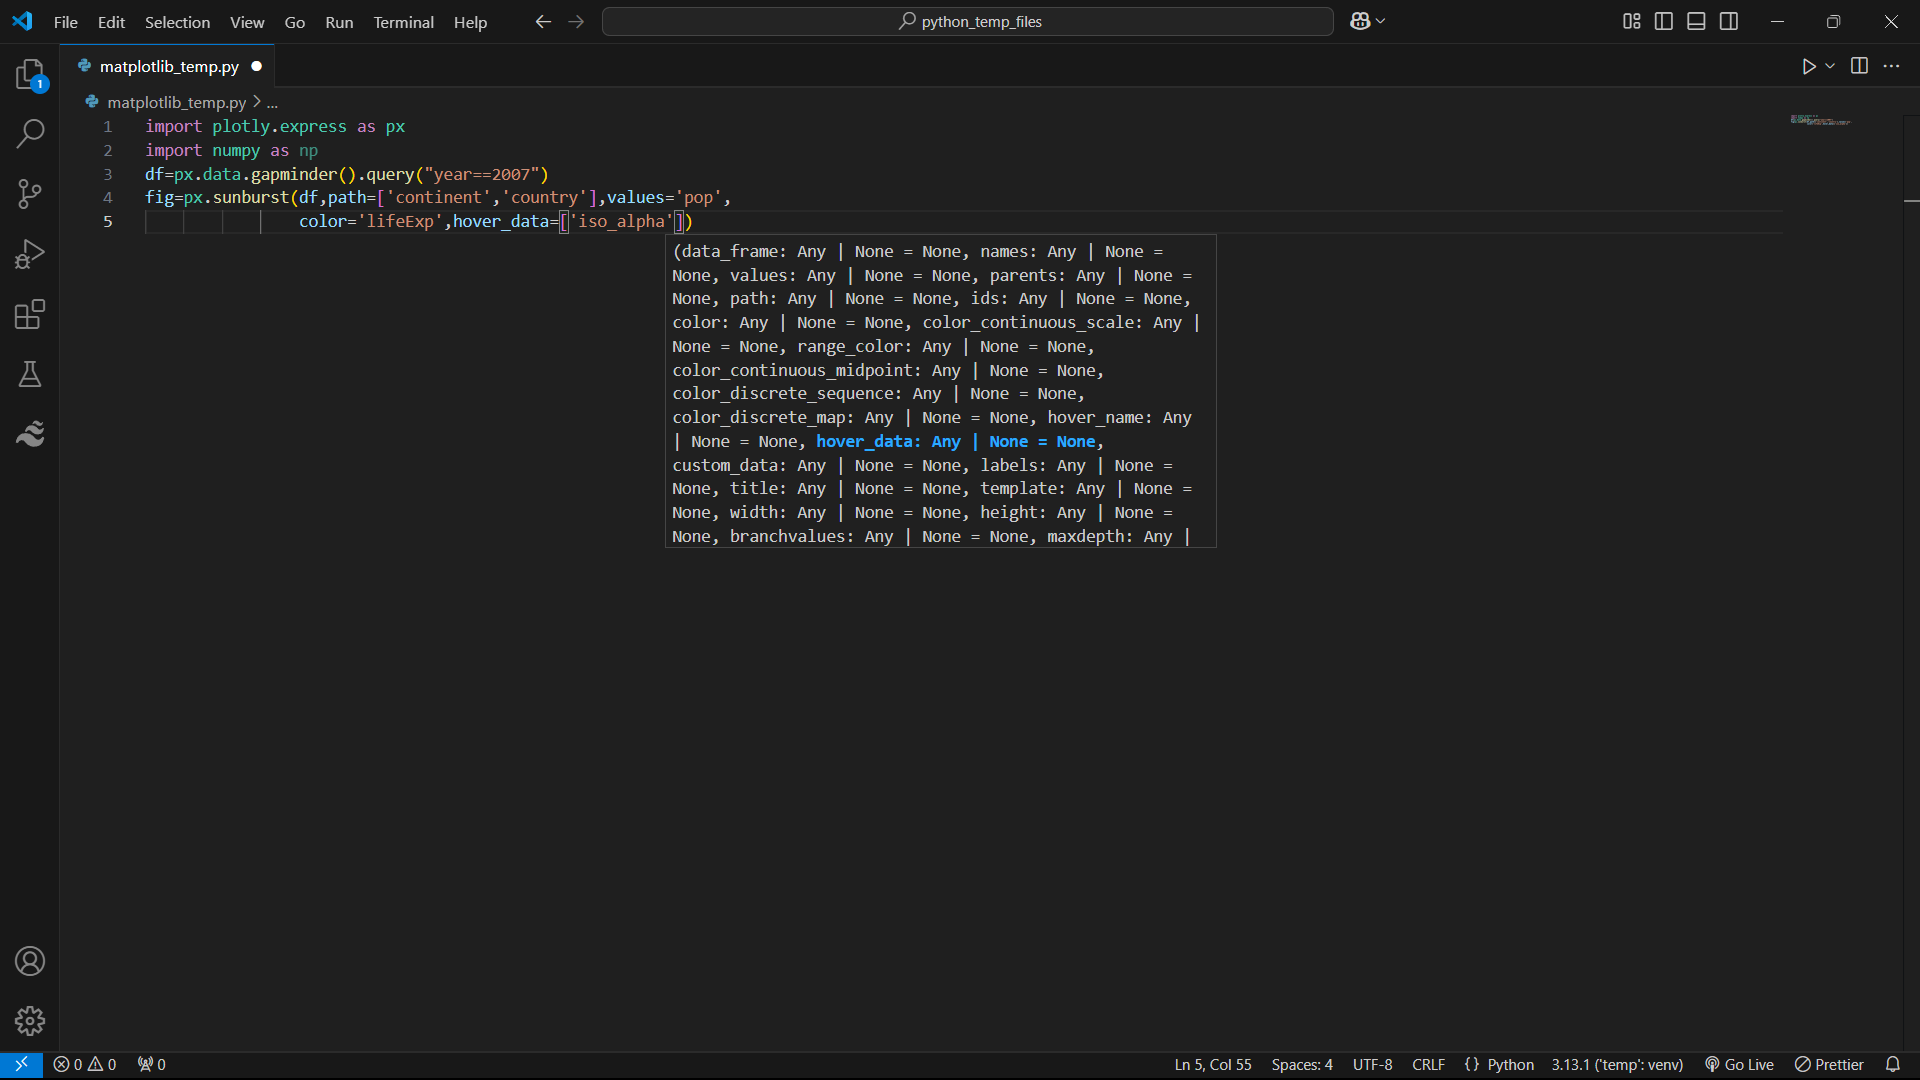 File Edit Selection View Go Run Terminal Help python_temp_files
1
matplotlib_temp.py
matplotlib_temp.py > ...
1 import plotly.express as px
2 import numpy as np
3 df=px.data.gapminder().query("year==2007")
4 fig=px.sunburst(df,path=['continent','country'],values='pop',
5 color='lifeExp',hover_data=['iso_alpha'])
(data_frame: Any | None = None, names: Any | None =
None, values: Any | None = None, parents: Any | None =
None, path: Any | None = None, ids: Any | None = None,
color: Any | None = None, color_continuous_scale: Any |
None = None, range_color: Any | None = None,
color_continuous_midpoint: Any | None = None,
color_discrete_sequence: Any | None = None,
color_discrete_map: Any | None = None, hover_name: Any
| None = None, hover_data: Any | None = None,
custom_data: Any | None = None, labels: Any | None =
None, title: Any | None = None, template: Any | None =
None, width: Any | None = None, height: Any | None =
None, branchvalues: Any | None = None, maxdepth: Any |
0 0 0 Ln 5, Col 55 Spaces: 4 UTF-8 CRLF {} Python 3.13.1 ('temp': venv) Go Live Prettier